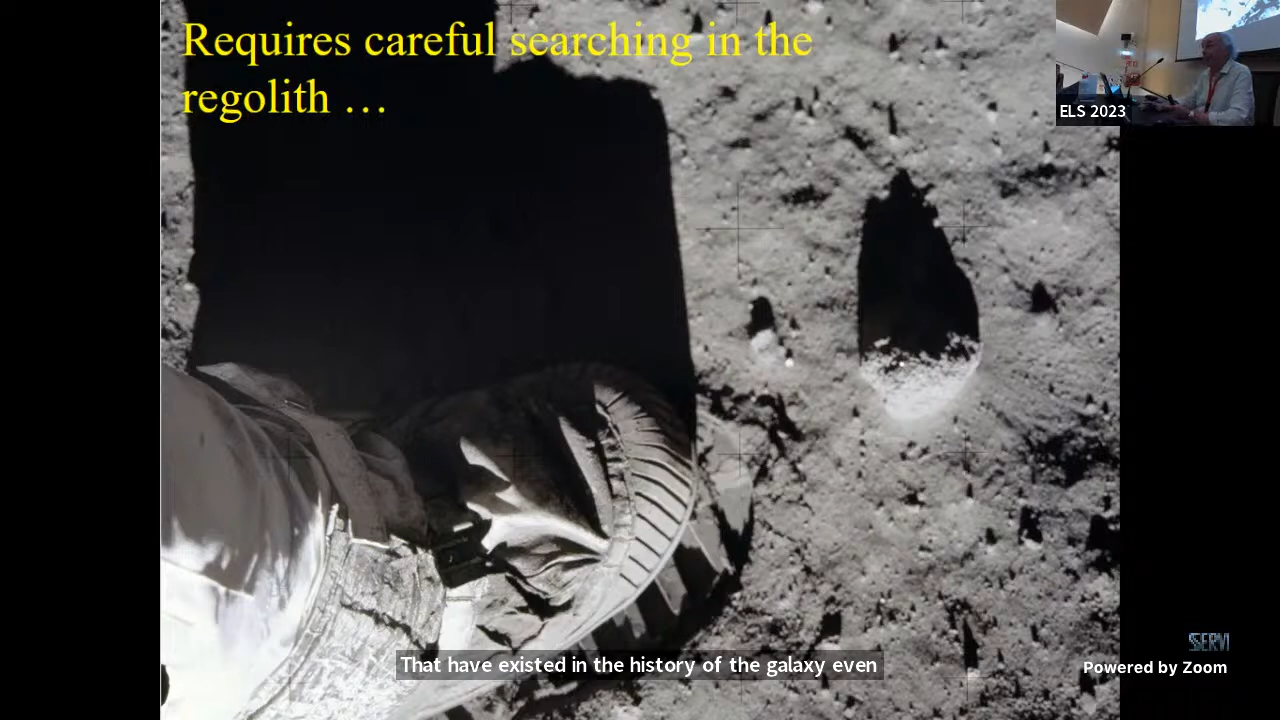 Requires careful searching in the
regolith …
ELS 2023
That have existed in the history of the galaxy even
Powered by Zoom